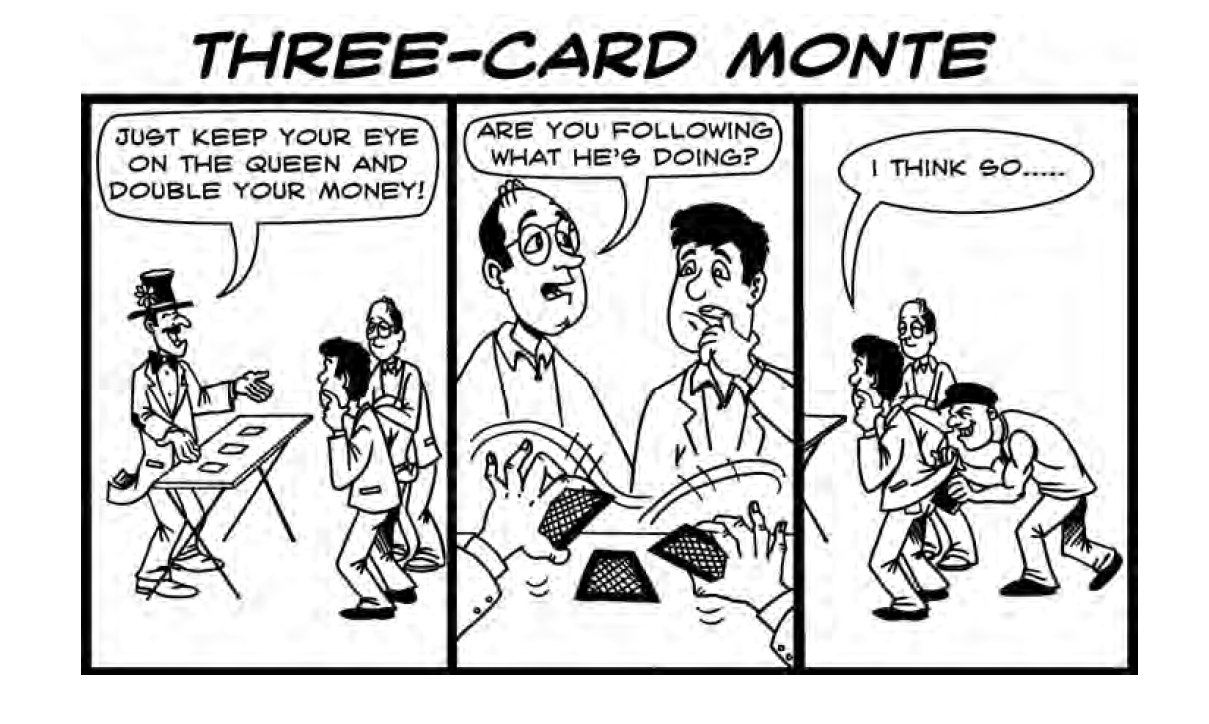 THREE-CARD MONTE
JUST KEEP YOUR EYE
ON THE QUEEN AND
DOUBLE YOUR MONEY!
ARE YOU FOLLOWING
WHAT HE'S DOING?
I THINK SO.....